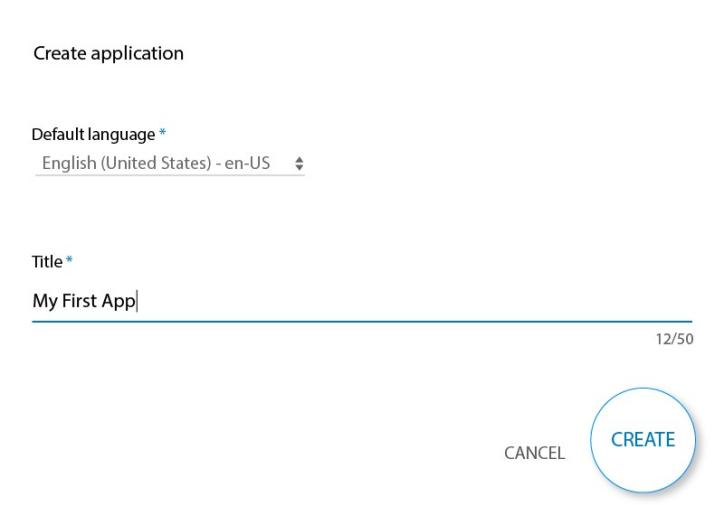 Create application
Default language *
English (United States) - en-US
Title *
My First App
12/50
CANCEL
CREATE